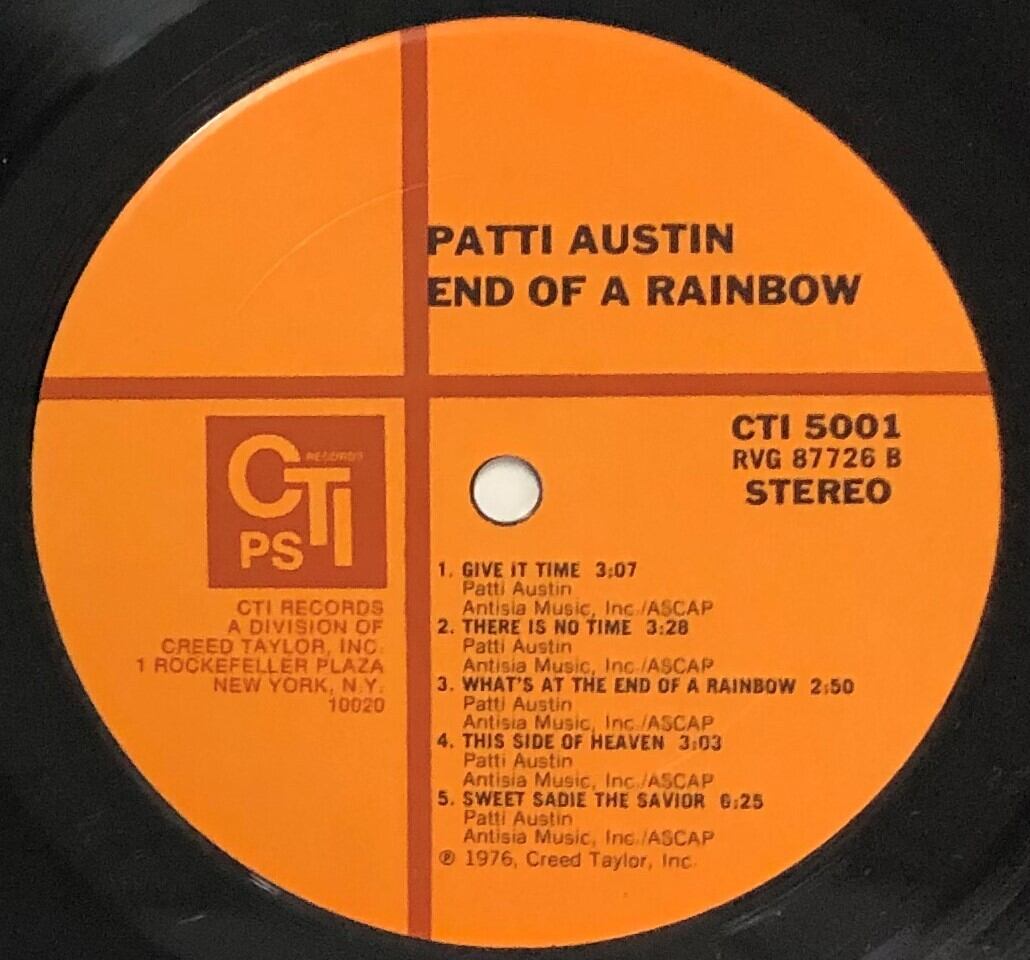 PATTI AUSTIN
END OF A RAINBOW
CTI RECORDS
PS
CTI RECORDS
A DIVISION OF
CREED TAYLOR, INC.
1 ROCKEFELLER PLAZA
NEW YORK, N.Y.
10020
CTI 5001
RVG 87726 B
STEREO
1. GIVE IT TIME 3:07
Patti Austin
Antisia Music, Inc./ASCAP
2. THERE IS NO TIME 3:28
Patti Austin
Antisia Music, Inc./ASCAP
3. WHAT'S AT THE END OF A RAINBOW 2:50
Patti Austin
Antisia Music, Inc./ASCAP
4. THIS SIDE OF HEAVEN 3:03
Patti Austin
Antisia Music, Inc./ASCAP
5. SWEET SADIE THE SAVIOR 6:25
Patti Austin
Antisia Music, Inc./ASCAP
℗ 1976, Creed Taylor, Inc.